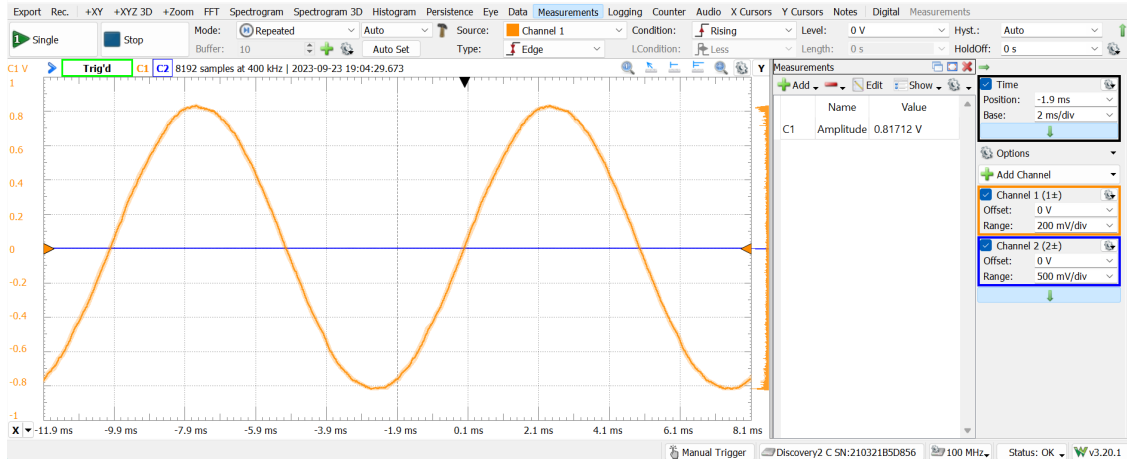 Export Rec. +XY +XYZ 3D +Zoom FFT Spectrogram Spectrogram 3D Histogram Persistence Eye Data Measurements Logging Counter Audio X Cursors Y Cursors Notes Digital Measurements
Single Stop Mode: Repeated Auto Source: Channel 1 Condition: Rising Level: 0 V Hyst.: Auto
Buffer: 10 Auto Set Type: Edge LCondition: Less Length: 0 s HoldOff: 0 s
C1 V Trig'd C1 C2 8192 samples at 400 kHz | 2023-09-23 19:04:29.673 Y
1
0.8
0.6
0.4
0.2
0
-0.2
-0.4
-0.6
-0.8
-1
X -11.9 ms -9.9 ms -7.9 ms -5.9 ms -3.9 ms -1.9 ms 0.1 ms 2.1 ms 4.1 ms 6.1 ms 8.1 ms
Measurements
Add Edit Show
Name Value
C1 Amplitude 0.81712 V
Time
Position: -1.9 ms
Base: 2 ms/div
Options
Add Channel
Channel 1 (1±)
Offset: 0 V
Range: 200 mV/div
Channel 2 (2±)
Offset: 0 V
Range: 500 mV/div
Manual Trigger Discovery2 C SN:210321B5D856 100 MHz Status: OK v3.20.1